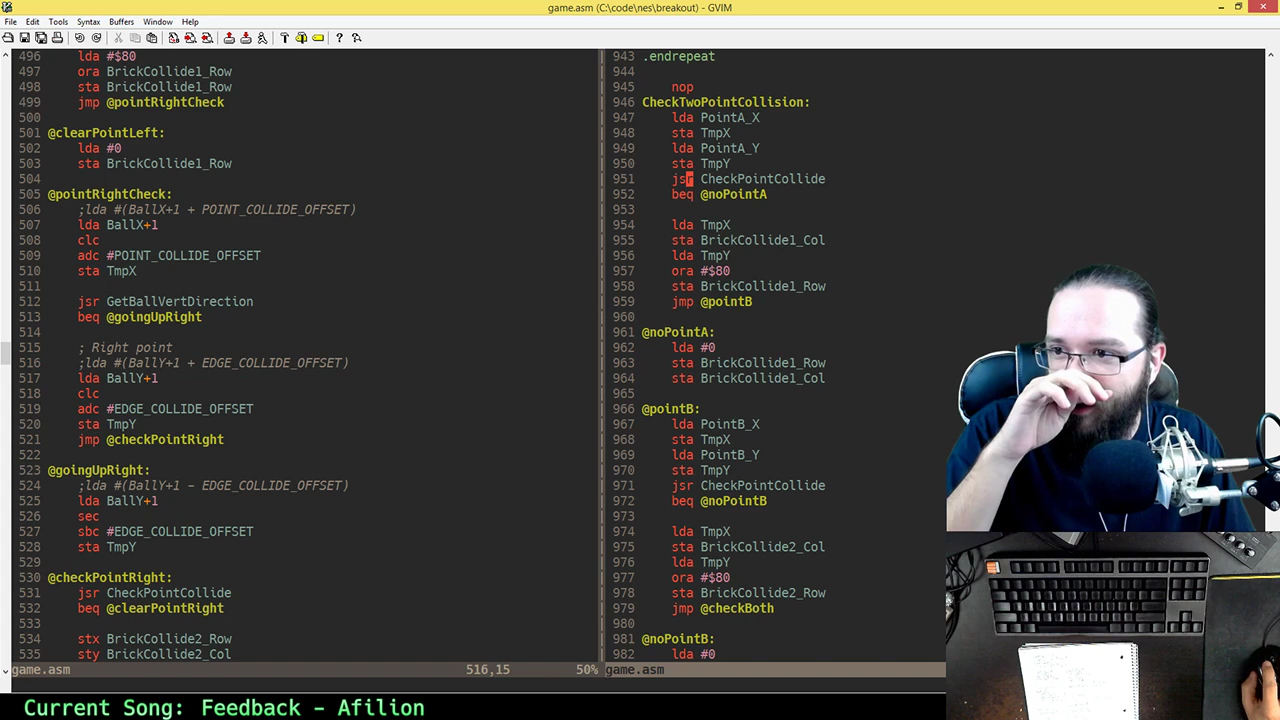 game.asm (C:\code\nes\breakout) - GVIM
File Edit Tools Syntax Buffers Window Help
496 lda #$80
497 ora BrickCollide1_Row
498 sta BrickCollide1_Row
499 jmp @pointRightCheck
500
501 @clearPointLeft:
502 lda #0
503 sta BrickCollide1_Row
504
505 @pointRightCheck:
506 ;lda #(BallX+1 + POINT_COLLIDE_OFFSET)
507 lda BallX+1
508 clc
509 adc #POINT_COLLIDE_OFFSET
510 sta TmpX
511
512 jsr GetBallVertDirection
513 beq @goingUpRight
514
515 ; Right point
516 ;lda #(BallY+1 + EDGE_COLLIDE_OFFSET)
517 lda BallY+1
518 clc
519 adc #EDGE_COLLIDE_OFFSET
520 sta TmpY
521 jmp @checkPointRight
522
523 @goingUpRight:
524 ;lda #(BallY+1 - EDGE_COLLIDE_OFFSET)
525 lda BallY+1
526 sec
527 sbc #EDGE_COLLIDE_OFFSET
528 sta TmpY
529
530 @checkPointRight:
531 jsr CheckPointCollide
532 beq @clearPointRight
533
534 stx BrickCollide2_Row
535 sty BrickCollide2_Col
game.asm 516,15 50%
943 .endrepeat
944
945 nop
946 CheckTwoPointCollision:
947 lda PointA_X
948 sta TmpX
949 lda PointA_Y
950 sta TmpY
951 jsr CheckPointCollide
952 beq @noPointA
953
954 lda TmpX
955 sta BrickCollide1_Col
956 lda TmpY
957 ora #$80
958 sta BrickCollide1_Row
959 jmp @pointB
960
961 @noPointA:
962 lda #0
963 sta BrickCollide1_Row
964 sta BrickCollide1_Col
965
966 @pointB:
967 lda PointB_X
968 sta TmpX
969 lda PointB_Y
970 sta TmpY
971 jsr CheckPointCollide
972 beq @noPointB
973
974 lda TmpX
975 sta BrickCollide2_Col
976 lda TmpY
977 ora #$80
978 sta BrickCollide2_Row
979 jmp @checkBoth
980
981 @noPointB:
982 lda #0
game.asm
Current Song: Feedback - Afilion